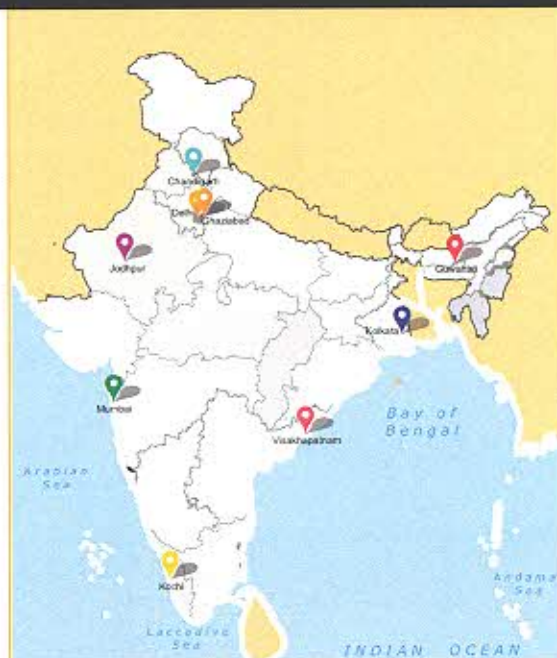 Chandigarh
Delhi
Ghaziabad
Jodhpur
Guwahati
Kolkata
Mumbai
Bay of
Bengal
Visakhapatnam
Arabian
Sea
Kochi
Andama
Sea
Laccadive
Sea
INDIAN OCEAN